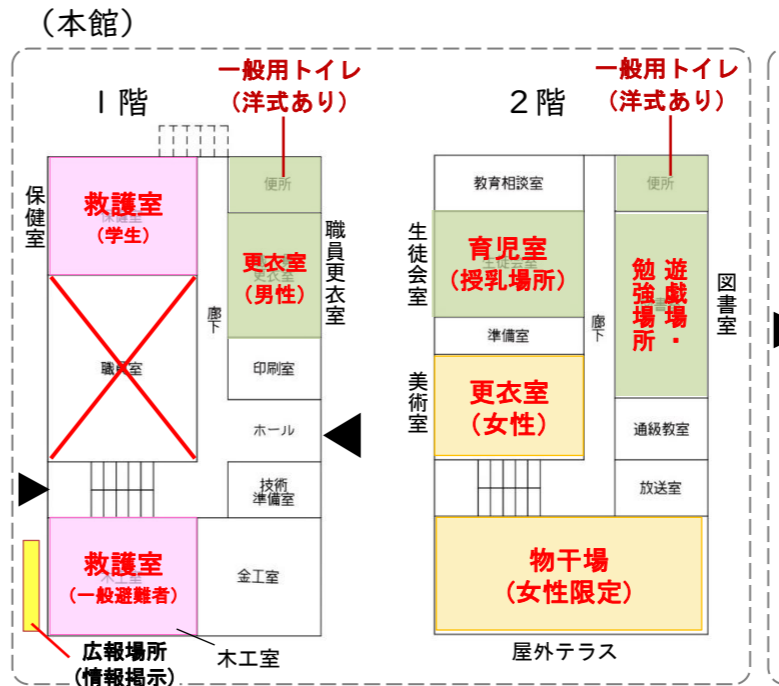 （本館）
1階
一般用トイレ
（洋式あり）
便所
保健室
救護室
（学生）
職員更衣室
更衣室
（男性）
廊下
職員室
印刷室
ホール
技術
準備室
救護室
（一般避難者）
金工室
広報場所
（情報掲示）
木工室
2階
一般用トイレ
（洋式あり）
教育相談室
便所
生徒会室
育児室
（授乳場所）
遊戯場・
勉強場所
図書室
廊下
準備室
美術室
更衣室
（女性）
通級教室
放送室
物干場
（女性限定）
屋外テラス